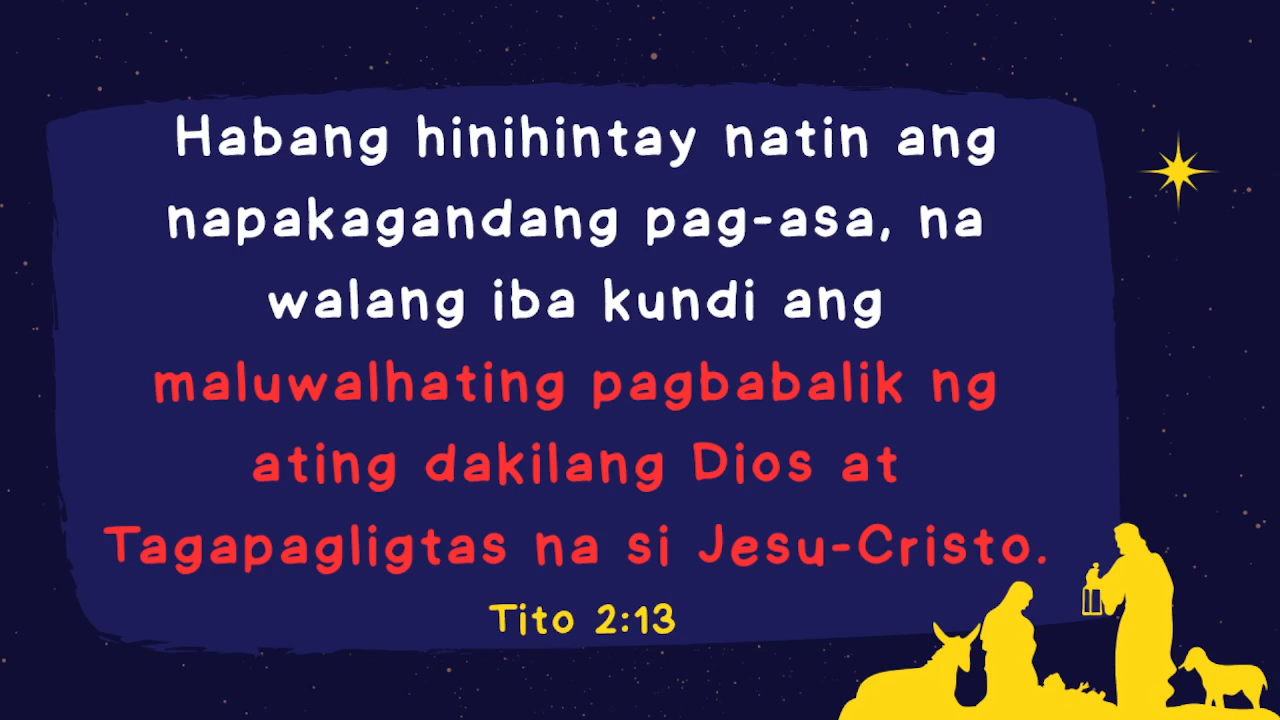 Habang hinihintay natin ang
napakagandang pag-asa, na
walang iba kundi ang
maluwalhating pagbabalik ng
ating dakilang Dios at
Tagapagligtas na si Jesu-Cristo.
Tito 2:13